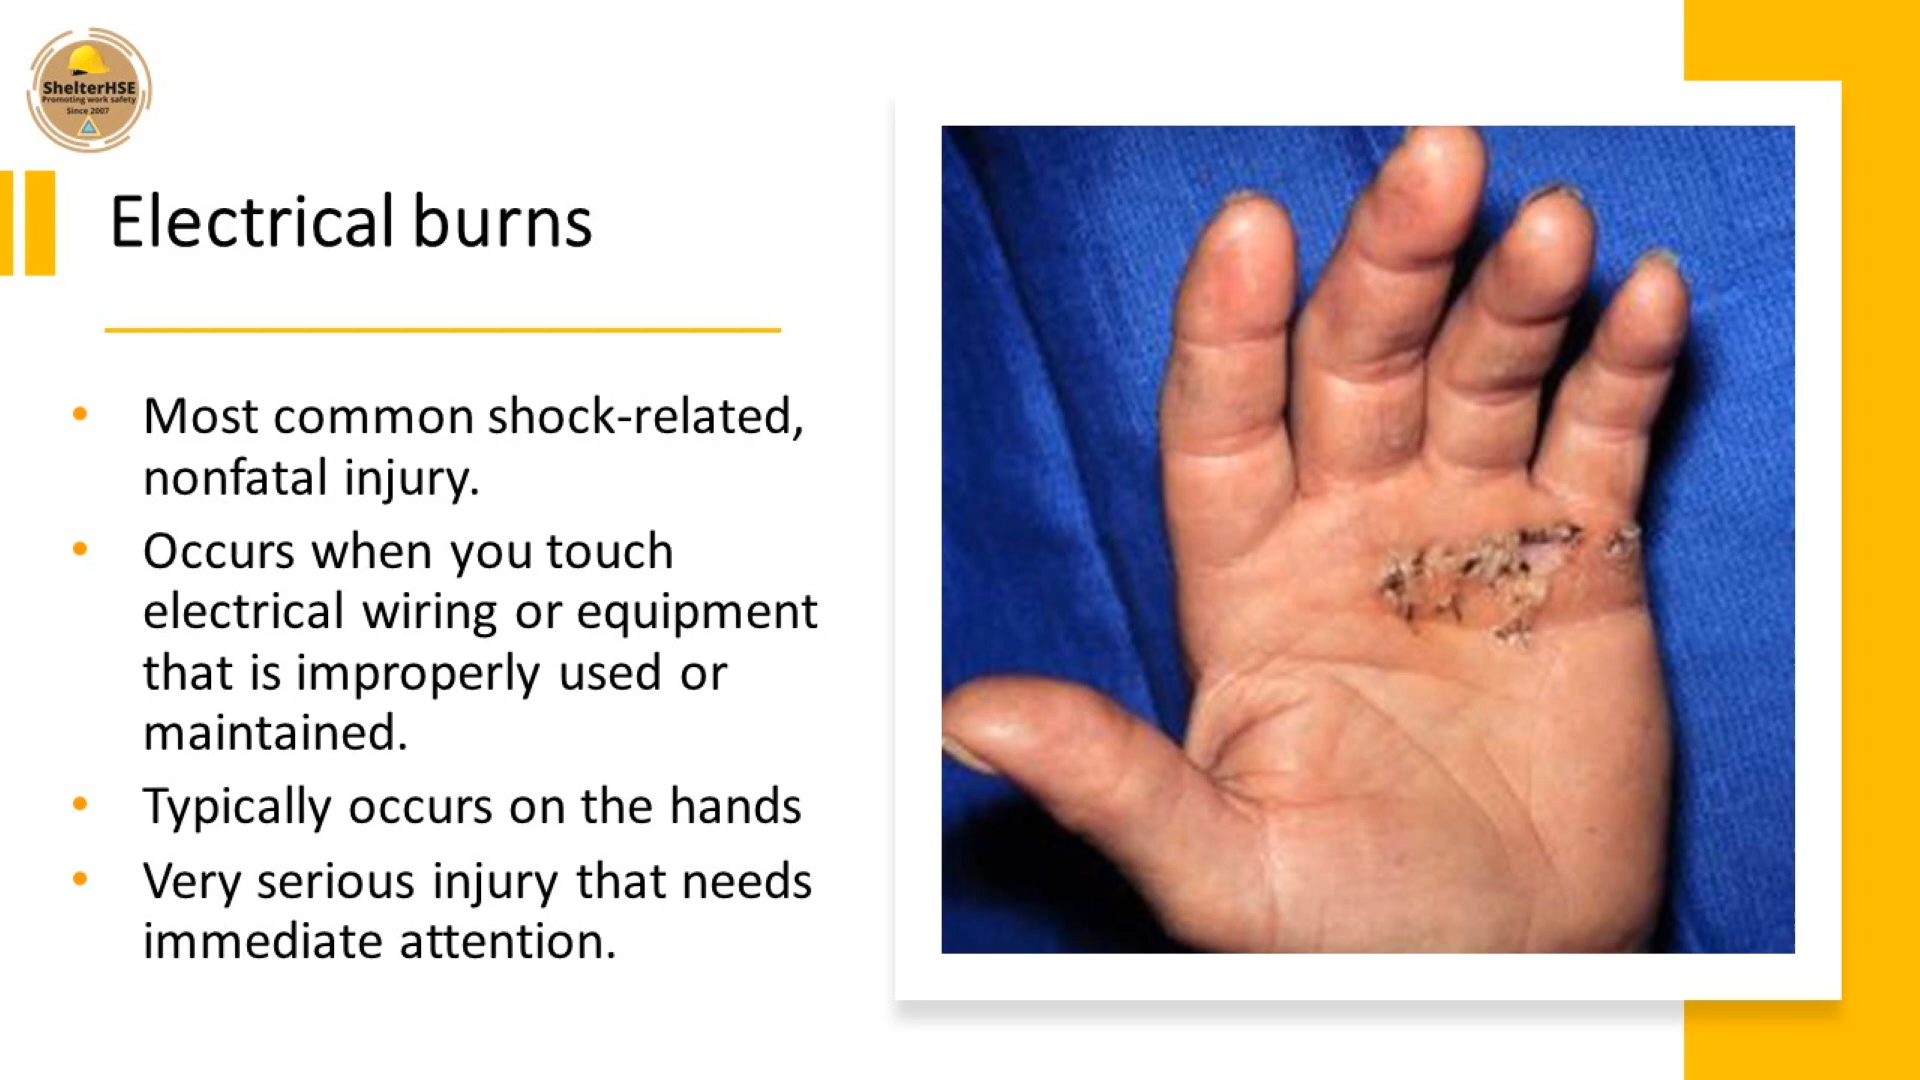 ShelterHSE
Promoting work safety
Since 2007
Electrical burns
• Most common shock-related,
nonfatal injury.
• Occurs when you touch
electrical wiring or equipment
that is improperly used or
maintained.
• Typically occurs on the hands
• Very serious injury that needs
immediate attention.